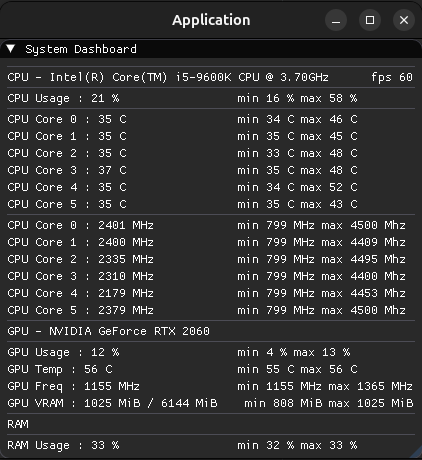 Application
System Dashboard
CPU - Intel(R) Core(TM) i5-9600K CPU @ 3.70GHz fps 60
CPU Usage : 21 % min 16 % max 58 %
CPU Core 0 : 35 C min 34 C max 46 C
CPU Core 1 : 35 C min 35 C max 45 C
CPU Core 2 : 35 C min 33 C max 48 C
CPU Core 3 : 37 C min 35 C max 48 C
CPU Core 4 : 35 C min 34 C max 52 C
CPU Core 5 : 35 C min 35 C max 43 C
CPU Core 0 : 2401 MHz min 799 MHz max 4500 Mhz
CPU Core 1 : 2400 MHz min 799 MHz max 4409 Mhz
CPU Core 2 : 2335 MHz min 799 MHz max 4495 Mhz
CPU Core 3 : 2310 MHz min 799 MHz max 4400 Mhz
CPU Core 4 : 2179 MHz min 799 MHz max 4453 Mhz
CPU Core 5 : 2379 MHz min 799 MHz max 4500 Mhz
GPU - NVIDIA GeForce RTX 2060
GPU Usage : 12 % min 4 % max 13 %
GPU Temp : 56 C min 55 C max 56 C
GPU Freq : 1155 MHz min 1155 MHz max 1365 MHz
GPU VRAM : 1025 MiB / 6144 MiB min 808 MiB max 1025 MiB
RAM
RAM Usage : 33 % min 32 % max 33 %